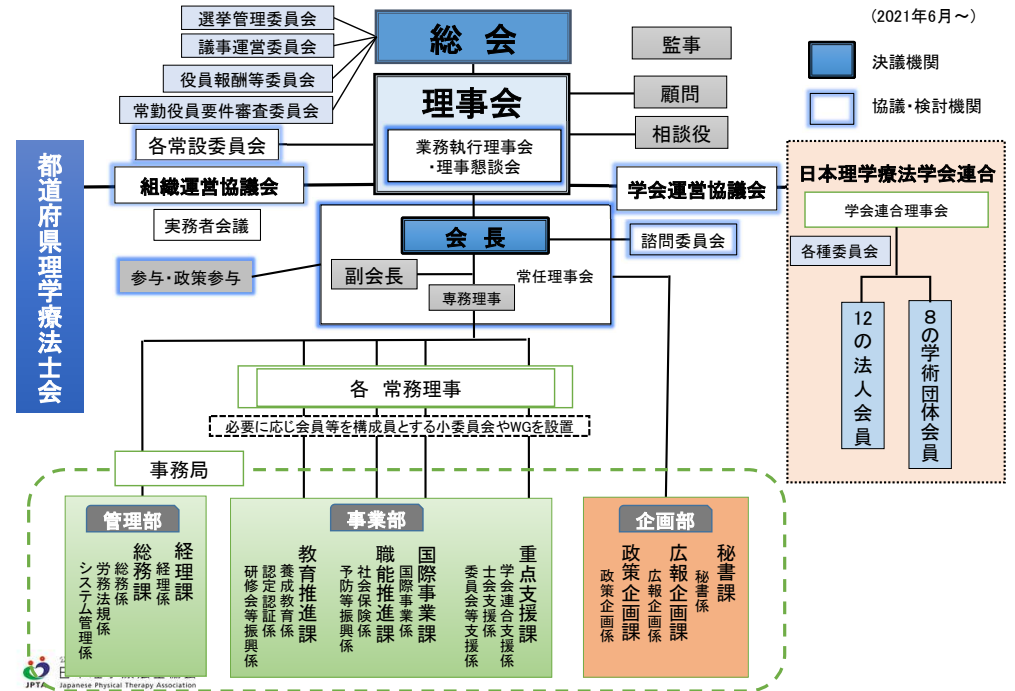 (2021年6月～)
選挙管理委員会
議事運営委員会
役員報酬等委員会
常勤役員要件審査委員会
総 会
監事
顧問
相談役
決議機関
協議・検討機関
理事会
業務執行理事会
・理事懇談会
各常設委員会
組織運営協議会
実務者会議
学会運営協議会
都道府県理学療法士会
日本理学療法学会連合
学会連合理事会
各種委員会
12の法人会員
8の学術団体会員
会 長
諮問委員会
参与・政策参与
副会長
常任理事会
専務理事
各 常務理事
必要に応じ会員等を構成員とする小委員会やWGを設置
事務局
管理部
経理課
経理係
総務課
総務係
労務法規係
システム管理係
事業部
重点支援課
学会連合支援係
士会支援係
委員会等支援係
国際事業課
国際事業係
職能推進課
社会保険係
予防等振興係
教育推進課
養成教育係
認定認証係
研修会等振興係
企画部
秘書課
秘書係
広報企画課
広報企画係
政策企画課
政策企画係
JPTA
Japanese Physical Therapy Association